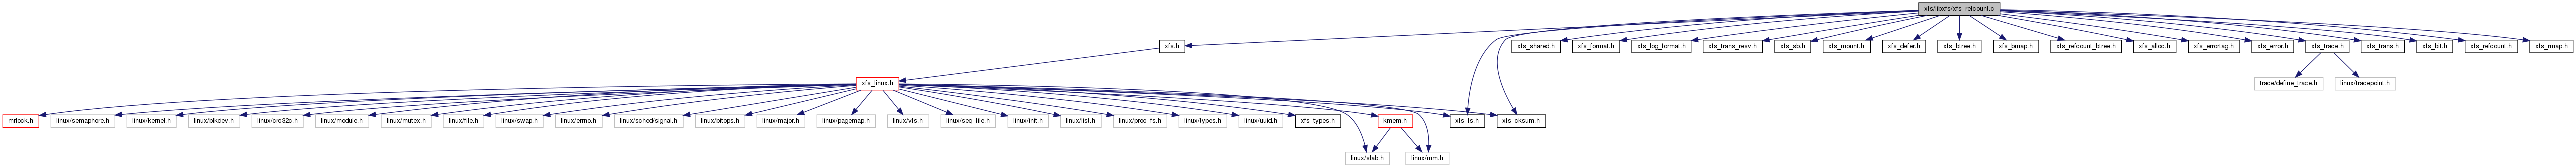 xfs/libxfs/xfs_refcount.c
xfs.h
xfs_shared.h
xfs_format.h
xfs_log_format.h
xfs_trans_resv.h
xfs_sb.h
xfs_mount.h
xfs_defer.h
xfs_btree.h
xfs_bmap.h
xfs_refcount_btree.h
xfs_alloc.h
xfs_errortag.h
xfs_error.h
xfs_trace.h
xfs_trans.h
xfs_bit.h
xfs_refcount.h
xfs_rmap.h
xfs_linux.h
trace/define_trace.h
linux/tracepoint.h
mrlock.h
linux/semaphore.h
linux/kernel.h
linux/blkdev.h
linux/crc32c.h
linux/module.h
linux/mutex.h
linux/file.h
linux/swap.h
linux/errno.h
linux/sched/signal.h
linux/bitops.h
linux/major.h
linux/pagemap.h
linux/vfs.h
linux/seq_file.h
linux/init.h
linux/list.h
linux/proc_fs.h
linux/types.h
linux/uuid.h
xfs_types.h
kmem.h
xfs_fs.h
xfs_cksum.h
linux/slab.h
linux/mm.h